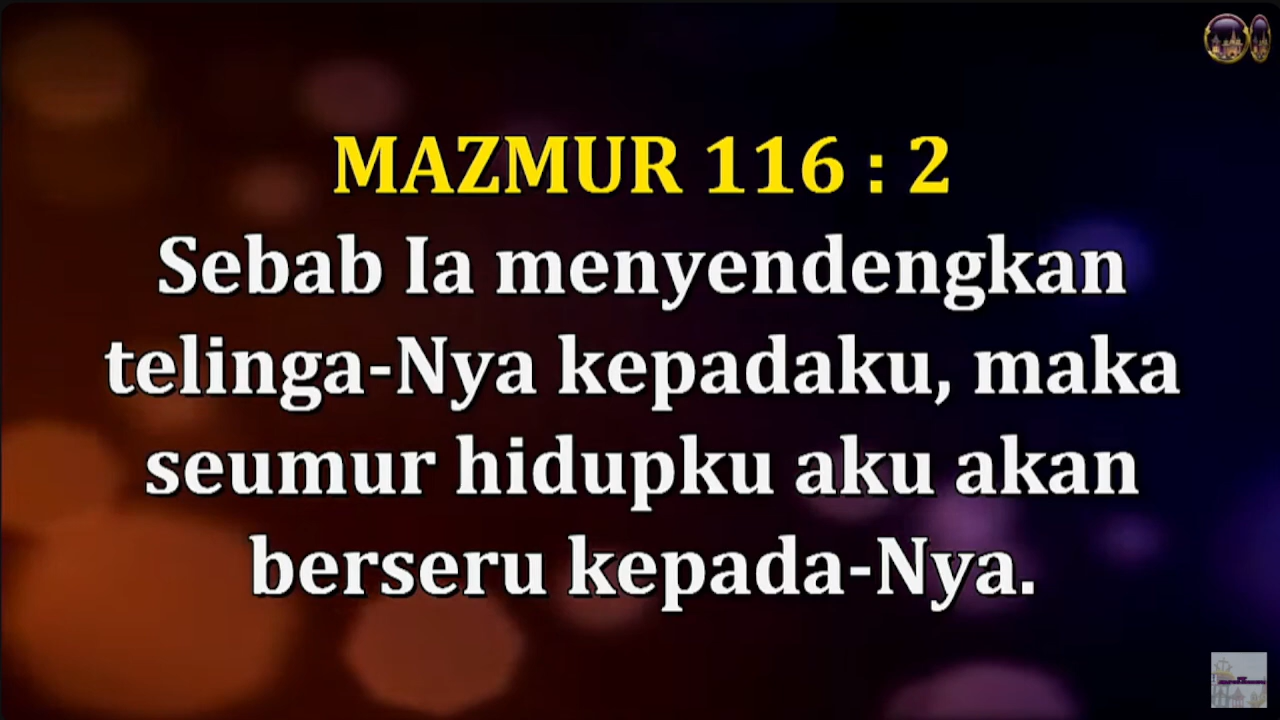 MAZMUR 116 : 2
Sebab Ia menyendengkan
telinga-Nya kepadaku, maka
seumur hidupku aku akan
berseru kepada-Nya.